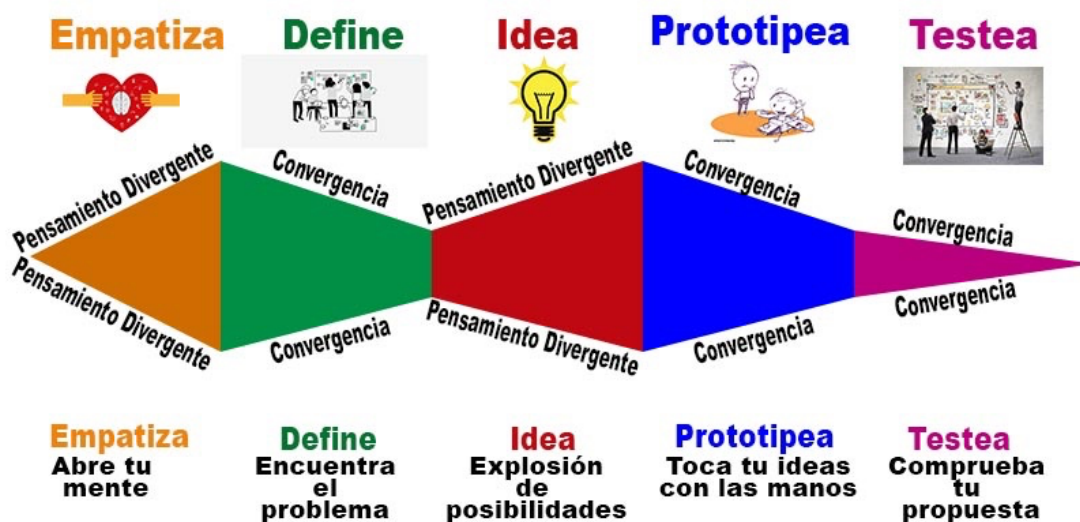 Empatiza
Define
Idea
Prototipea
Testea
Pensamiento Divergente
Convergencia
Pensamiento Divergente
Convergencia
Convergencia
Pensamiento Divergente
Convergencia
Pensamiento Divergente
Convergencia
Convergencia
Empatiza
Abre tu
mente
Define
Encuentra
el
problema
Idea
Explosión
de
posibilidades
Prototipea
Toca tu ideas
con las manos
Testea
Comprueba
tu
propuesta